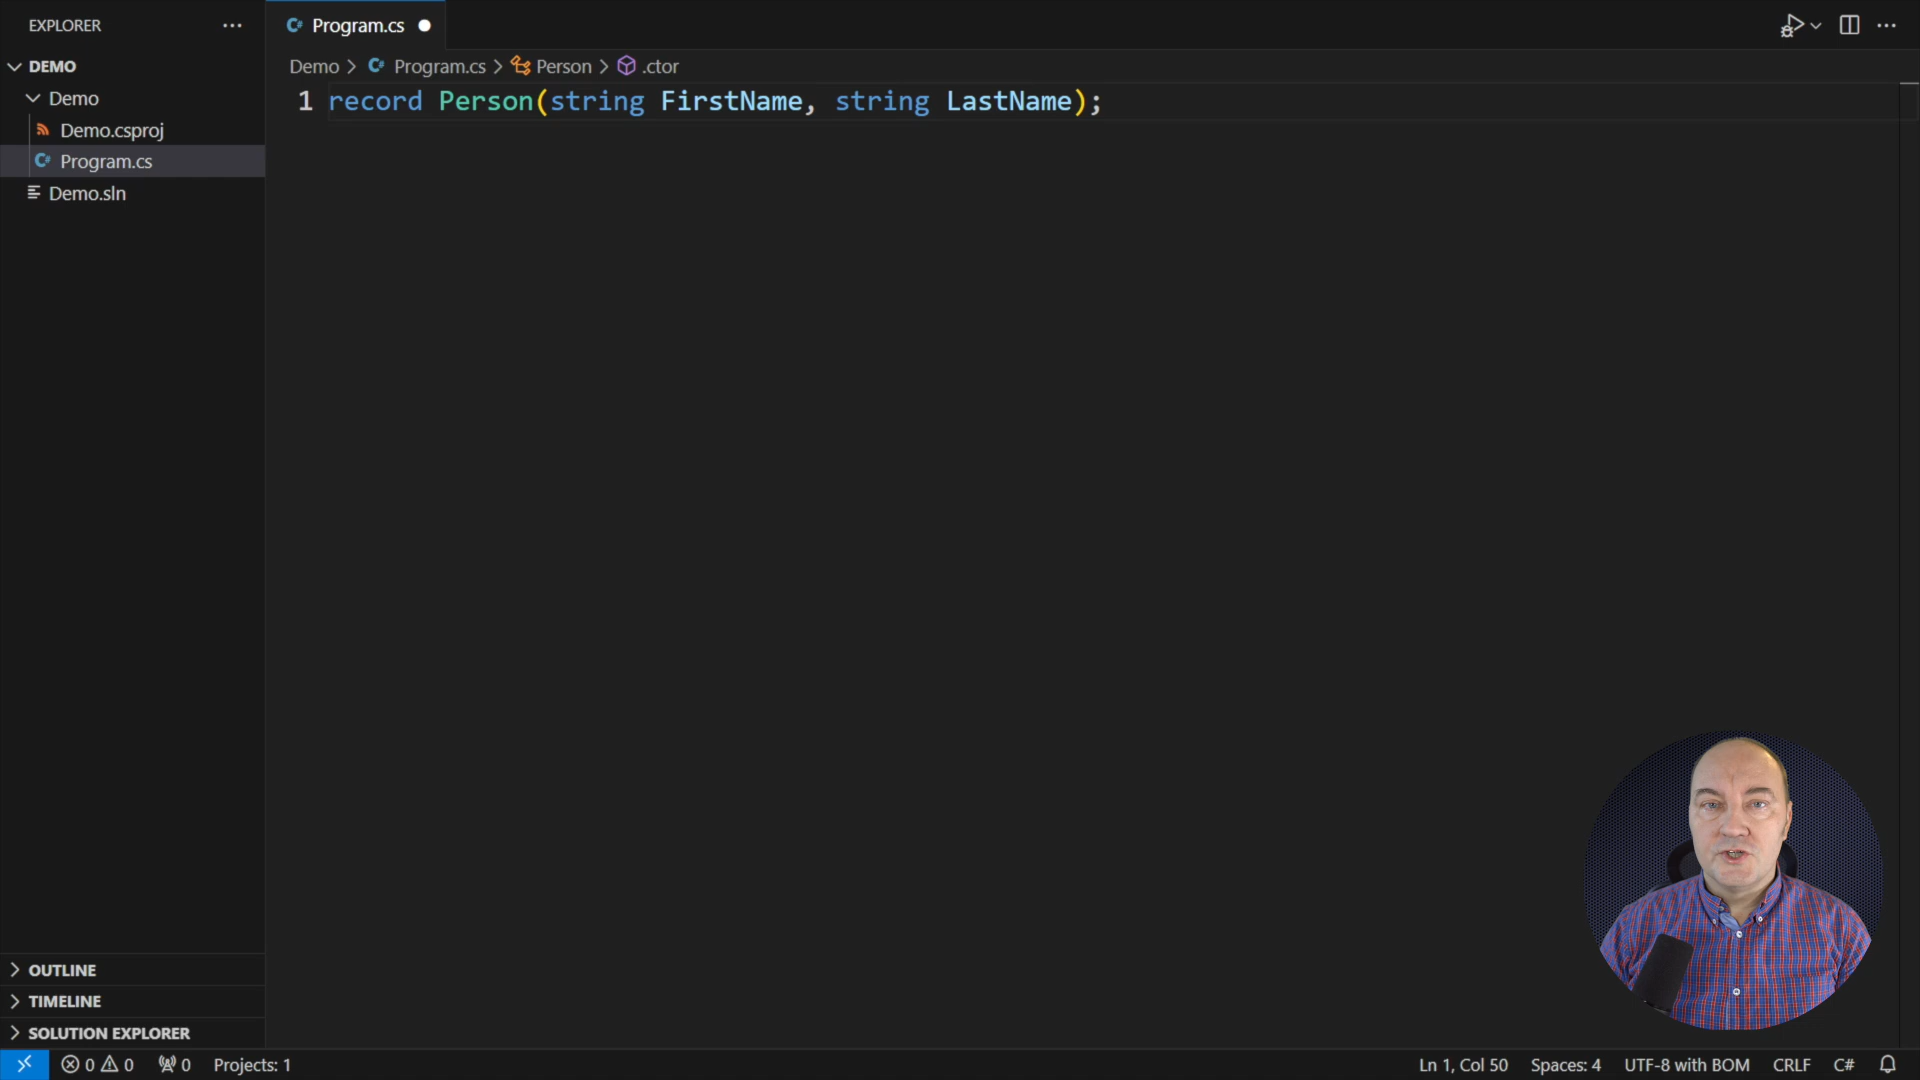 EXPLORER
DEMO
Demo
Demo.csproj
Program.cs
Demo.sln
OUTLINE
TIMELINE
SOLUTION EXPLORER
Program.cs
Demo > Program.cs > Person > .ctor
1 record Person(string FirstName, string LastName);
0 0 0 Projects: 1
Ln 1, Col 50 Spaces: 4 UTF-8 with BOM CRLF C#